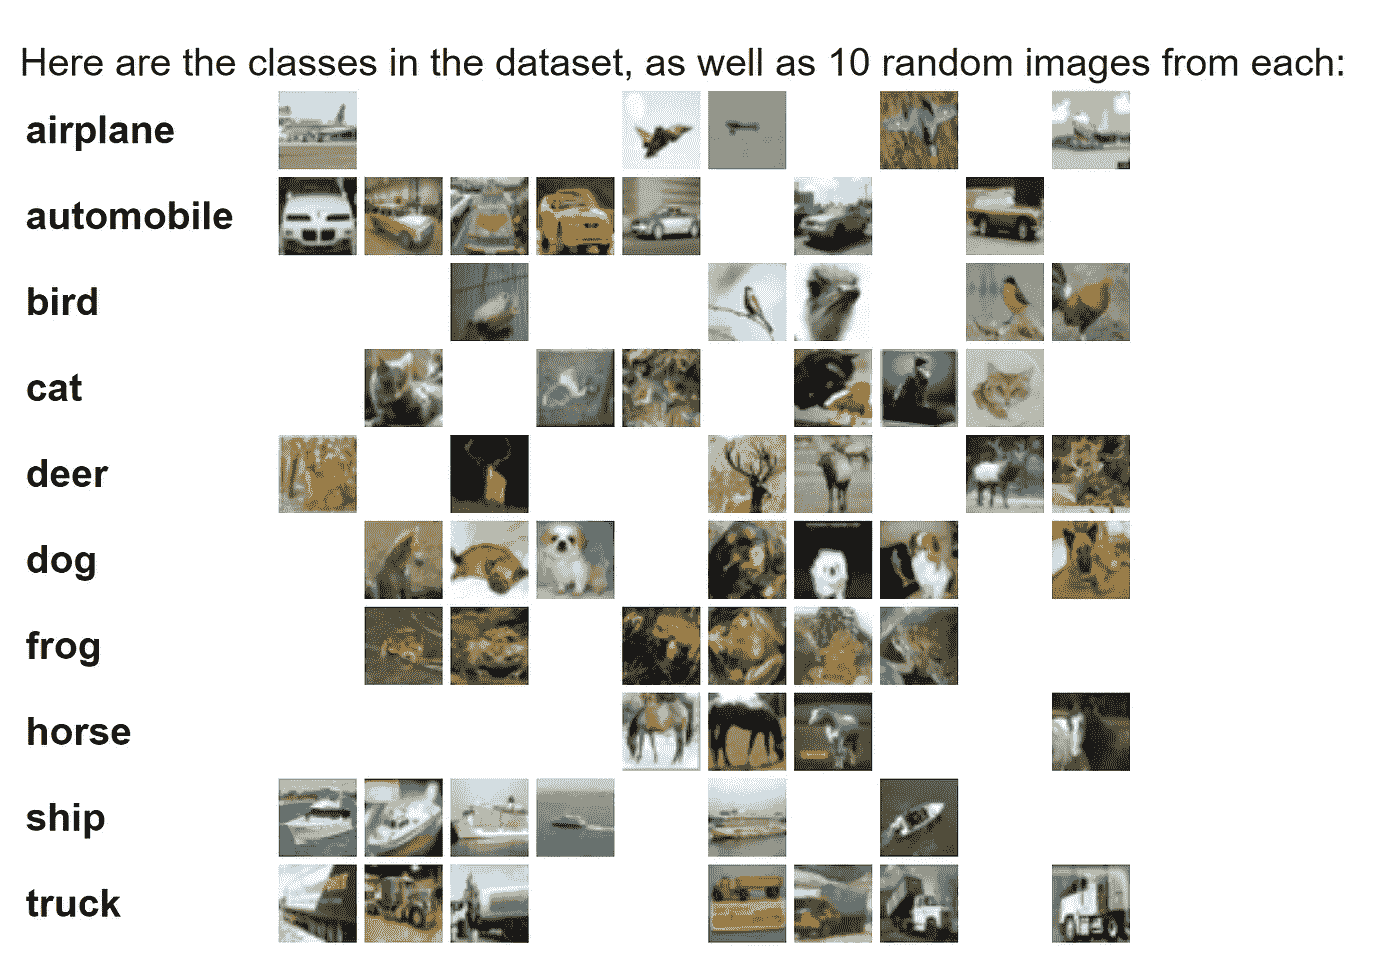 Here are the classes in the dataset, as well as 10 random images from each:
airplane
automobile
bird
cat
deer
dog
frog
horse
ship
truck